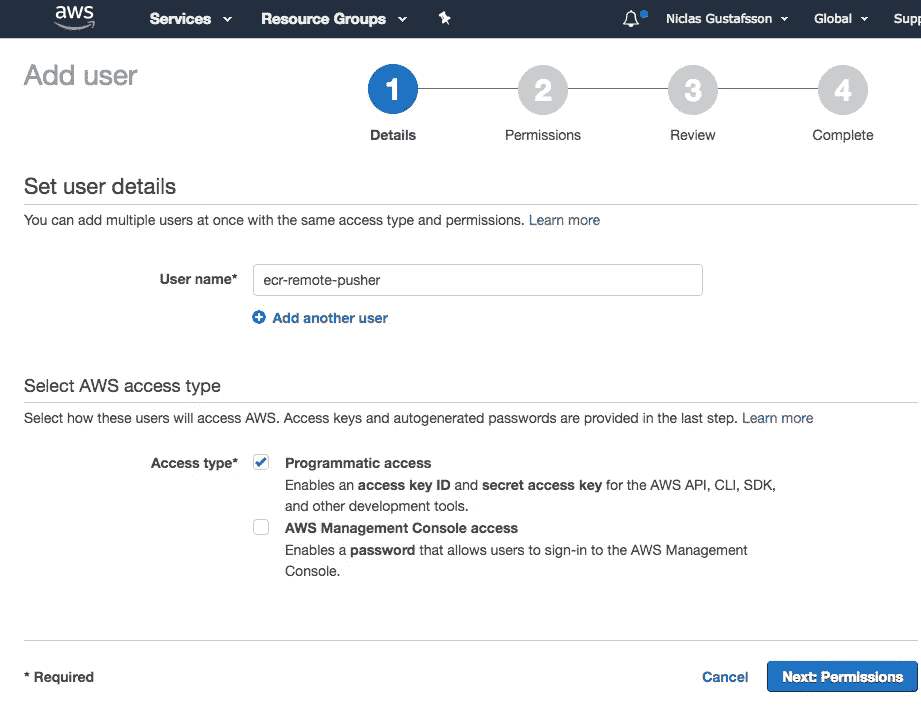 aws Services Resource Groups Niclas Gustafsson Global Supp
Add user
1 2 3 4
Details Permissions Review Complete
Set user details
You can add multiple users at once with the same access type and permissions. Learn more
User name* ecr-remote-pusher
Add another user
Select AWS access type
Select how these users will access AWS. Access keys and autogenerated passwords are provided in the last step. Learn more
Access type* Programmatic access
Enables an access key ID and secret access key for the AWS API, CLI, SDK,
and other development tools.
AWS Management Console access
Enables a password that allows users to sign-in to the AWS Management
Console.
* Required Cancel Next: Permissions